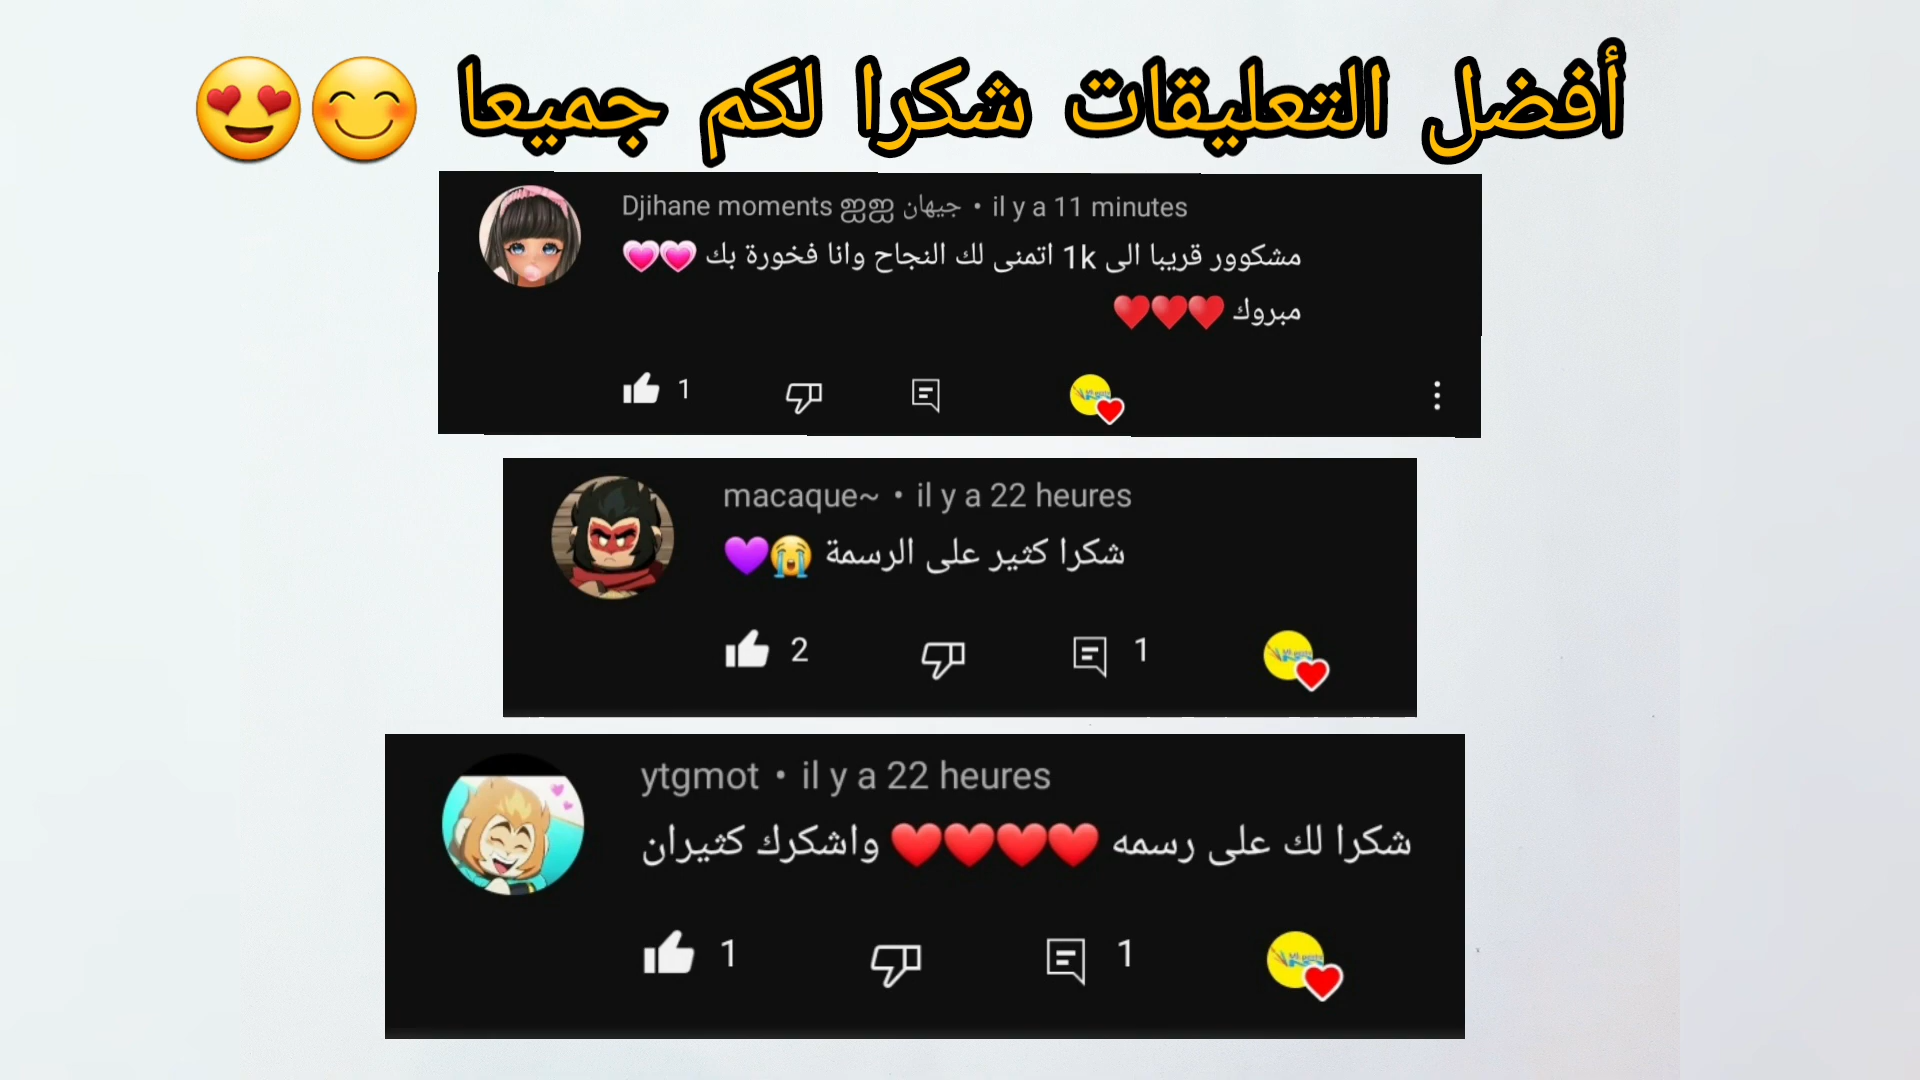 أفضل التعليقات شكرا لكم جميعا 😊😍
Djihane moments ஐஐ جيهان • il y a 11 minutes
مشكوور قريبا الى 1k اتمنى لك النجاح وانا فخورة بك 💗💗
مبروك ❤️❤️❤️
1
macaque~ • il y a 22 heures
شكرا كثير على الرسمة 😭💜
2 1
ytgmot • il y a 22 heures
شكرا لك على رسمه ❤️❤️❤️❤️ واشكرك كثيران
1 1